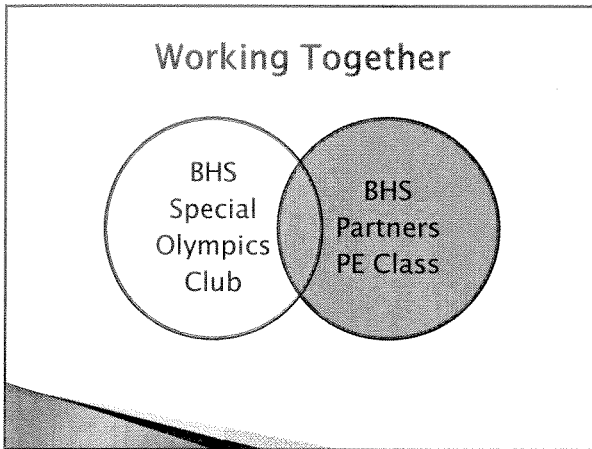 Working Together
BHS
Special
Olympics
Club
BHS
Partners
PE Class